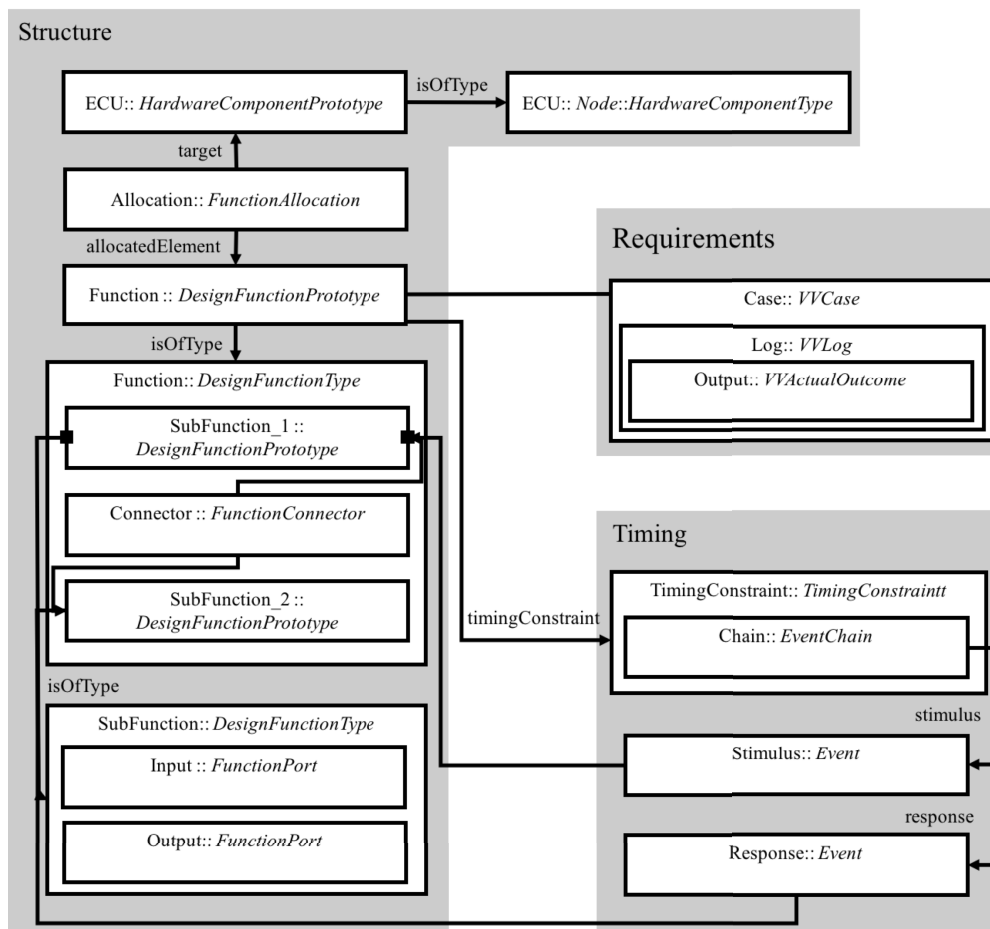 Structure
ECU:: HardwareComponentPrototype
isOfType
ECU:: Node::HardwareComponentType
target
Allocation:: FunctionAllocation
allocatedElement
Function :: DesignFunctionPrototype
isOfType
Function:: DesignFunctionType
SubFunction_1 ::
DesignFunctionPrototype
Connector :: FunctionConnector
SubFunction_2 ::
DesignFunctionPrototype
isOfType
SubFunction:: DesignFunctionType
Input :: FunctionPort
Output:: FunctionPort
Requirements
Case:: VVCase
Log:: VVLog
Output:: VVActualOutcome
Timing
timingConstraint
TimingConstraint:: TimingConstraintt
Chain:: EventChain
stimulus
Stimulus:: Event
response
Response:: Event